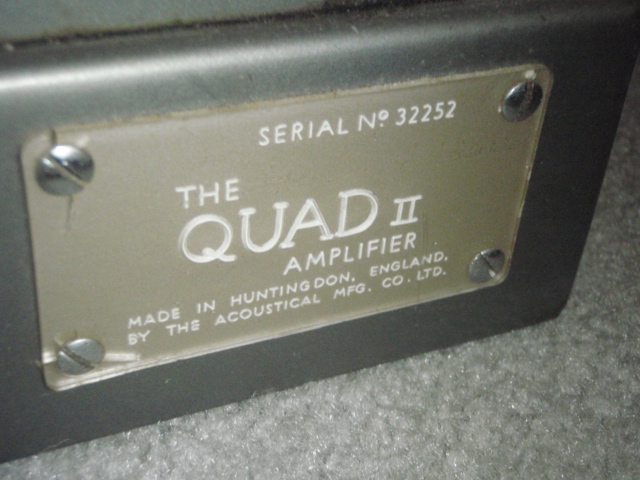 SERIAL Nº 32252
THE
QUAD II
AMPLIFIER
MADE IN HUNTINGDON, ENGLAND,
BY THE ACOUSTICAL MFG. CO. LTD.